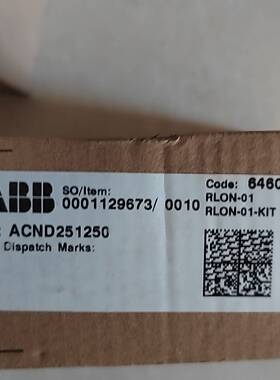 ABB
SO/Item:
0001129673/ 0010
Code: 6460
RLON-01
RLON-01-KIT
: ACND251250
Dispatch Marks: